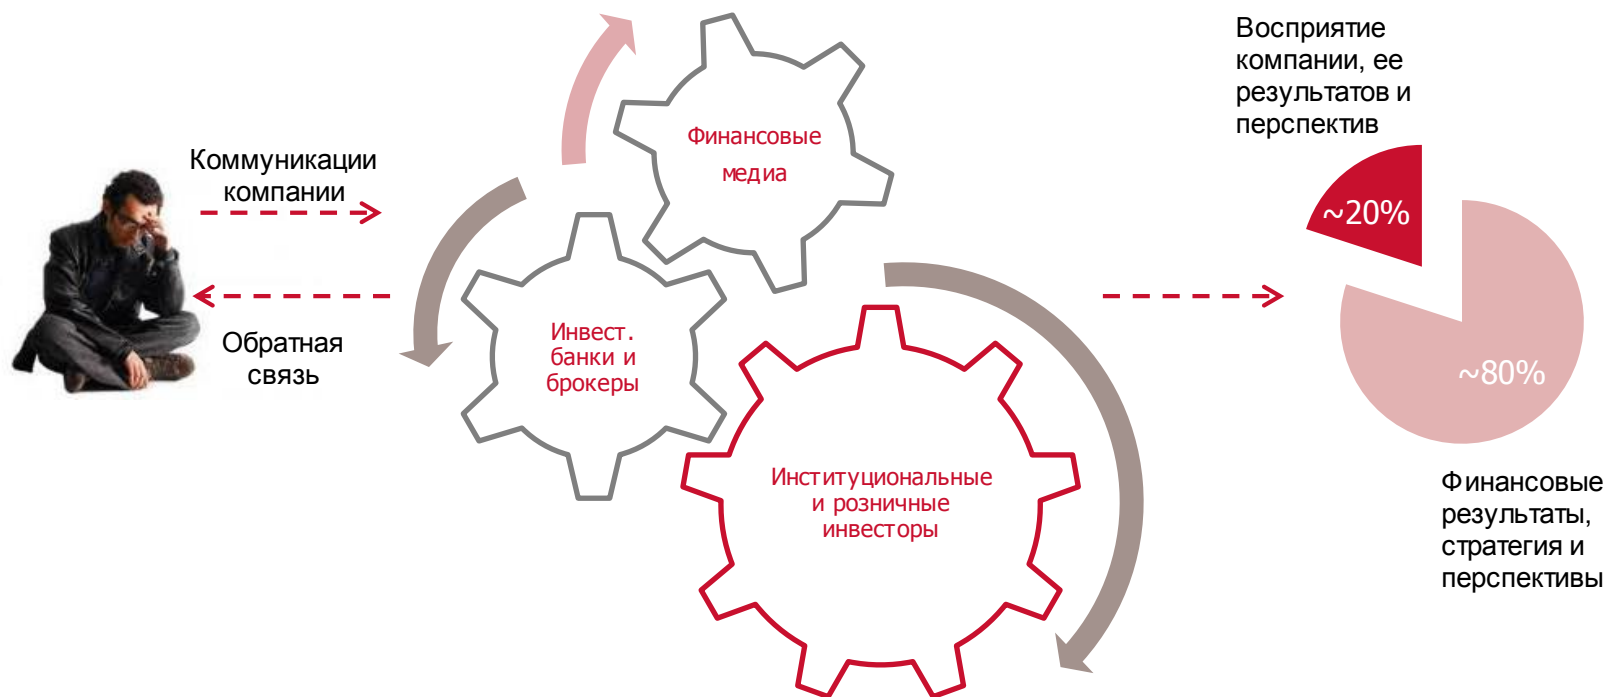 Коммуникации
компании
Обратная
связь
Финансовые
медиа
Инвест.
банки и
брокеры
Институциональные
и розничные
инвесторы
Восприятие
компании, ее
результатов и
перспектив
~20%
~80%
Финансовые
результаты,
стратегия и
перспективы